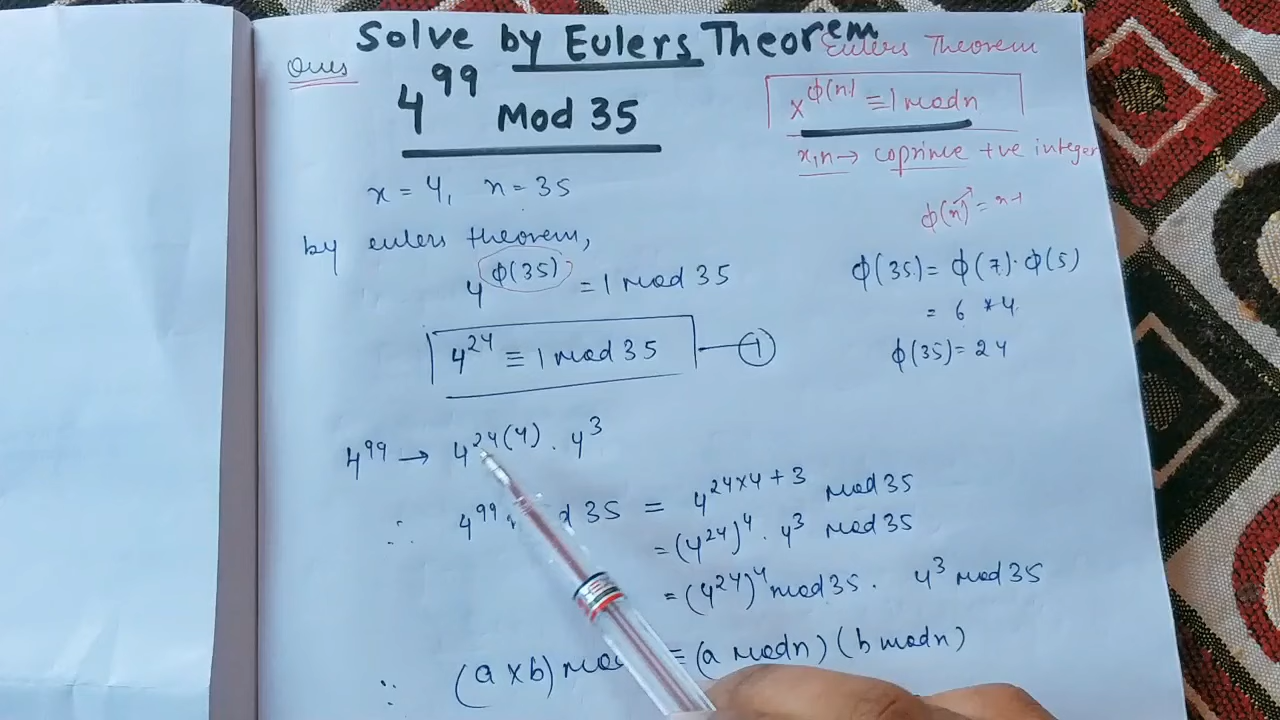 Solve by Eulers Theorem
Ques
Eulers Theorem
4^99 Mod 35
x^ϕ(n) ≡ 1 mod n
x,n → coprince +ve integer
x = 4, n = 35
ϕ(n) = n-1
by eulers theorem,
4^ϕ(35) = 1 mod 35
ϕ(35) = ϕ(7)·ϕ(5)
= 6 * 4
4^24 ≡ 1 mod 35 — 1
ϕ(35) = 24
4^99 → 4^24(4) · 4^3
∴ 4^99 35 = 4^24×4+3 mod 35
= (4^24)^4 · 4^3 mod 35
= (4^24)^4 mod 35 · 4^3 mod 35
∵ (a × b) = (a mod n) (b mod n)